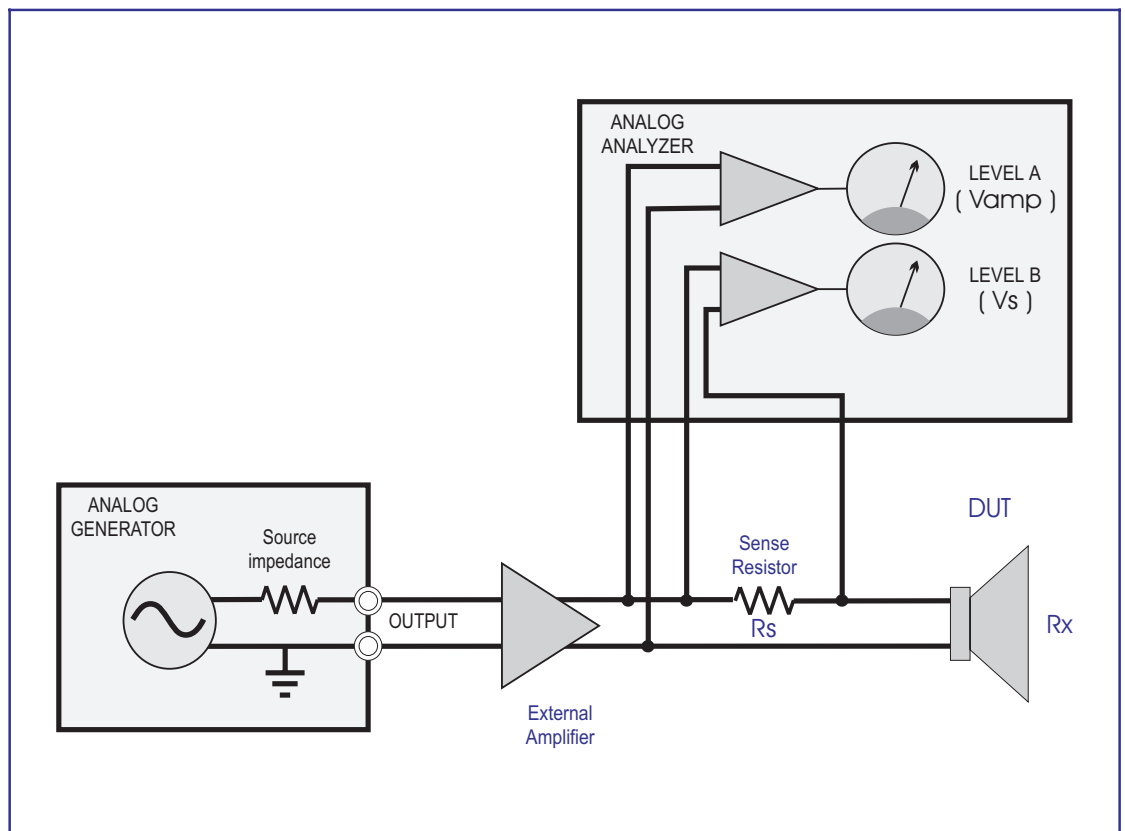 ANALOG
ANALYZER
LEVEL A
( Vamp )
LEVEL B
( Vs )
ANALOG
GENERATOR
Source
impedance
OUTPUT
External
Amplifier
Sense
Resistor
Rs
DUT
Rx